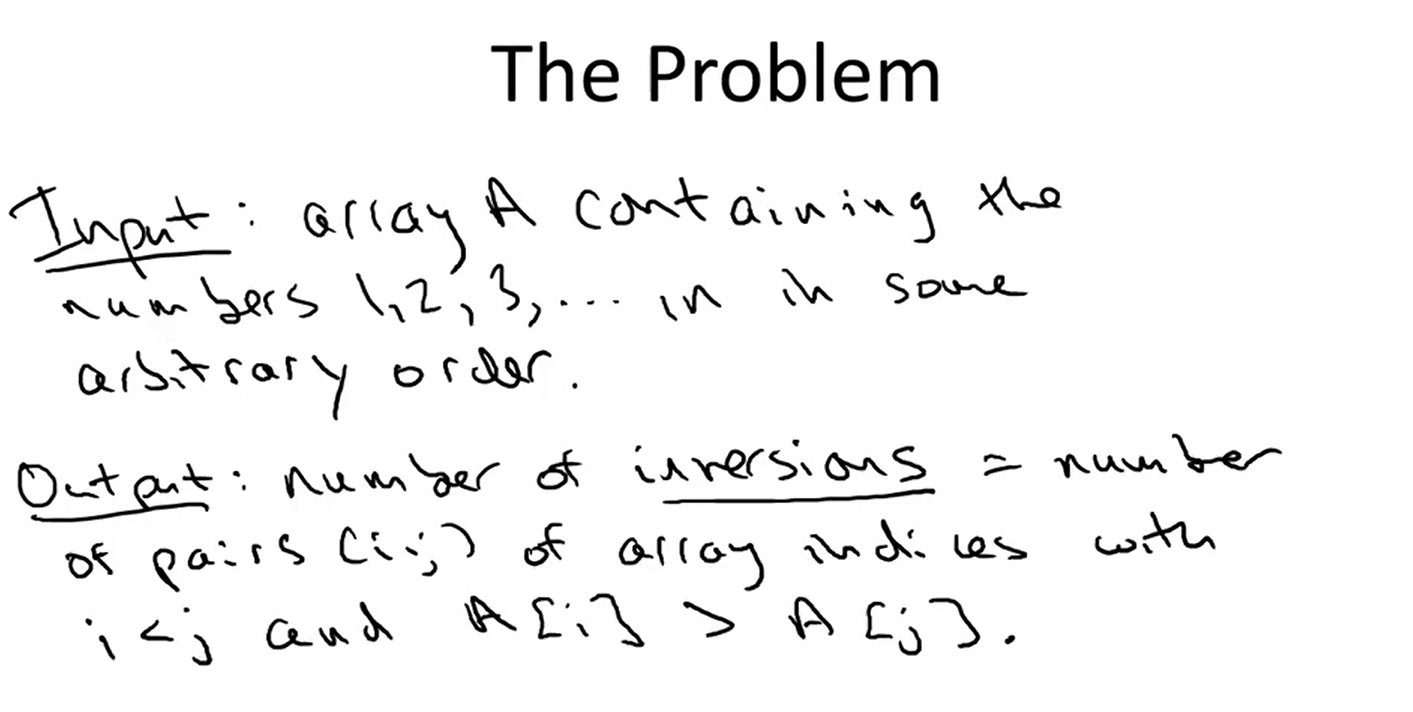 The Problem
Input: array A containing the
numbers 1,2,3,... in in some
arbitrary order.
Output: number of inversions = number
of pairs (i,j) of array indices with
i<j and A[i] > A[j].